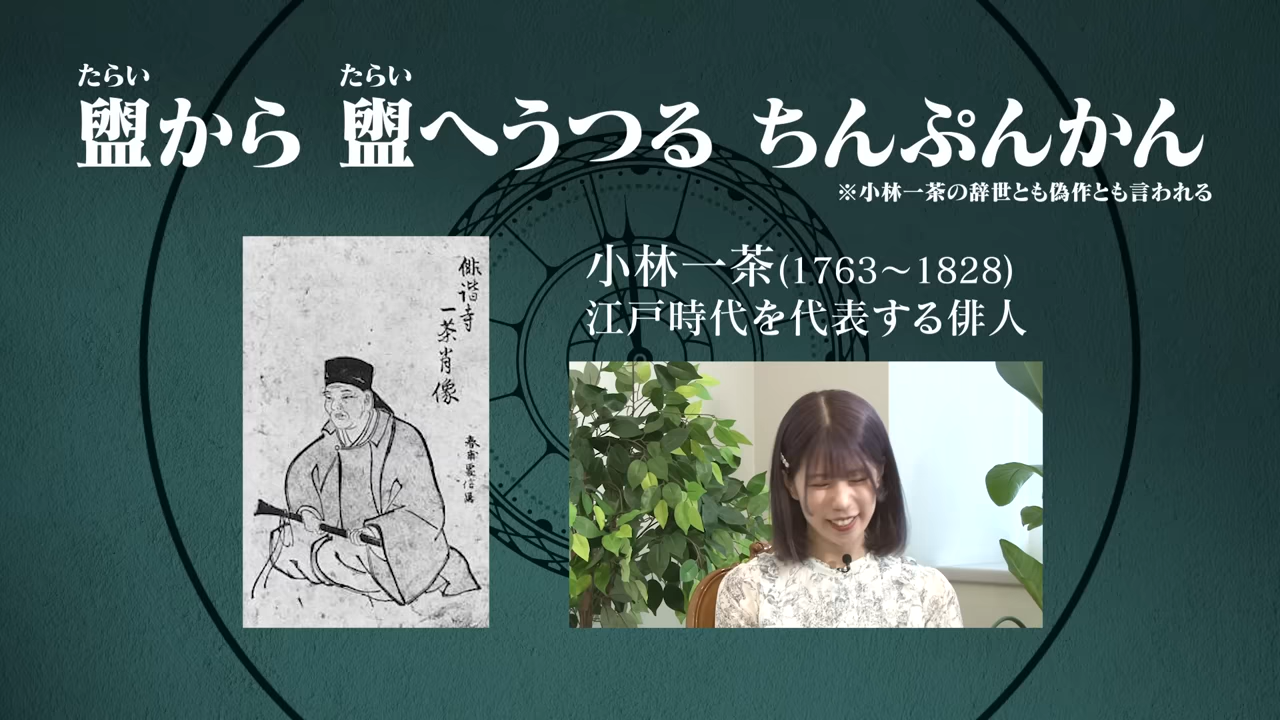 たらい たらい
盥から 盥へうつる ちんぷんかん
※小林一茶の辞世とも偽作とも言われる
小林一茶(1763～1828)
江戸時代を代表する俳人
俳諧寺
一茶肖像